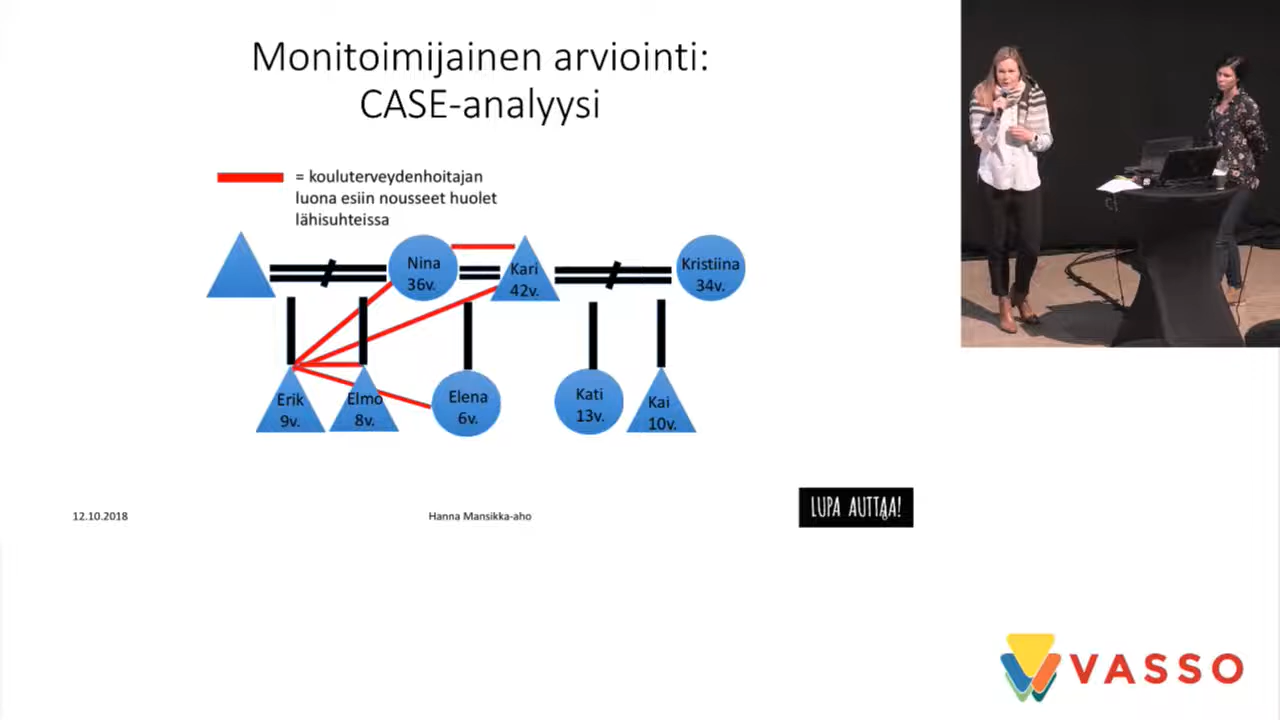 Monitoimijainen arviointi:
CASE-analyysi
= kouluterveydenhoitajan
luona esiin nousseet huolet
lähisuhteissa
Nina
36v.
Kari
42v.
Kristiina
34v.
Erik
9v.
Elmo
8v.
Elena
6v.
Kati
13v.
Kai
10v.
12.10.2018
Hanna Mansikka-aho
LUPA AUTTAA!
VASSO